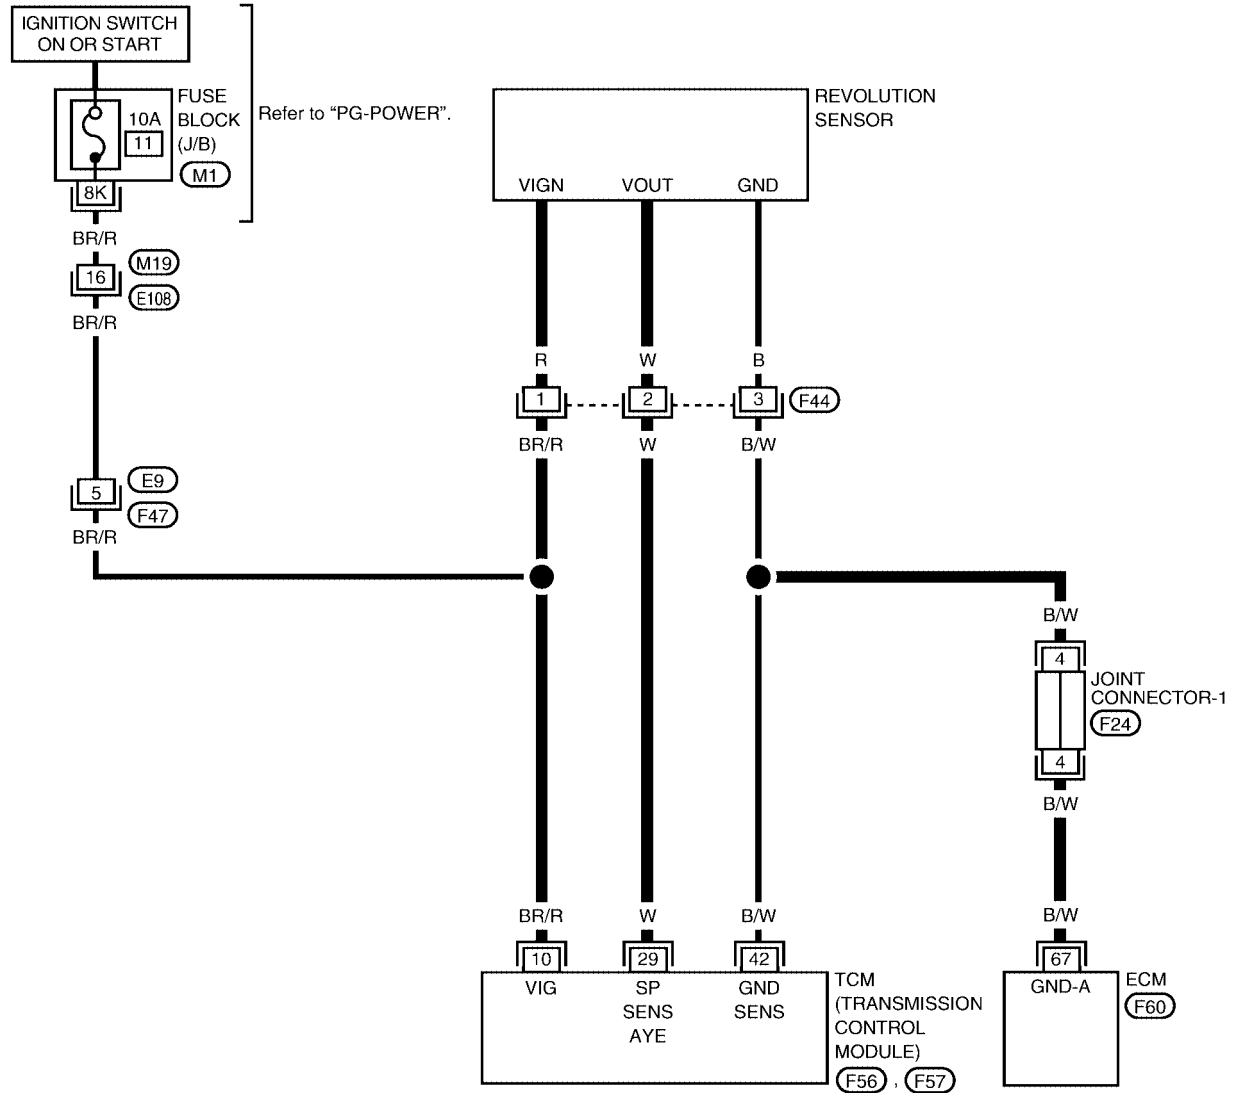 IGNITION SWITCH
ON OR START
FUSE
BLOCK
(J/B)
10A
11
M1
8K
Refer to “PG-POWER”.
BR/R
16
M19
E108
BR/R
5
E9
F47
BR/R
REVOLUTION
SENSOR
VIGN VOUT GND
R W B
1 2 3 F44
BR/R W B/W
B/W
4
JOINT
CONNECTOR-1
F24
4
B/W
BR/R W B/W B/W
10 29 42 67
VIG
SP
SENS
AYE
GND
SENS
TCM
(TRANSMISSION
CONTROL
MODULE)
F56 , F57
GND-A
ECM
F60